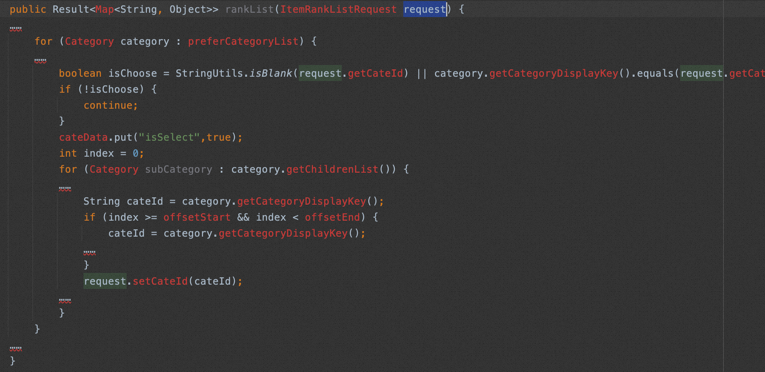 public Result<Map<String, Object>> rankList(ItemRankListRequest request) {
……
for (Category category : preferCategoryList) {
……
boolean isChoose = StringUtils.isBlank(request.getCateId) || category.getCategoryDisplayKey().equals(request.getCat
if (!isChoose) {
continue;
}
cateData.put("isSelect",true);
int index = 0;
for (Category subCategory : category.getChildrenList()) {
……
String cateId = category.getCategoryDisplayKey();
if (index >= offsetStart && index < offsetEnd) {
cateId = category.getCategoryDisplayKey();
……
}
request.setCateId(cateId);
……
}
}
……
}